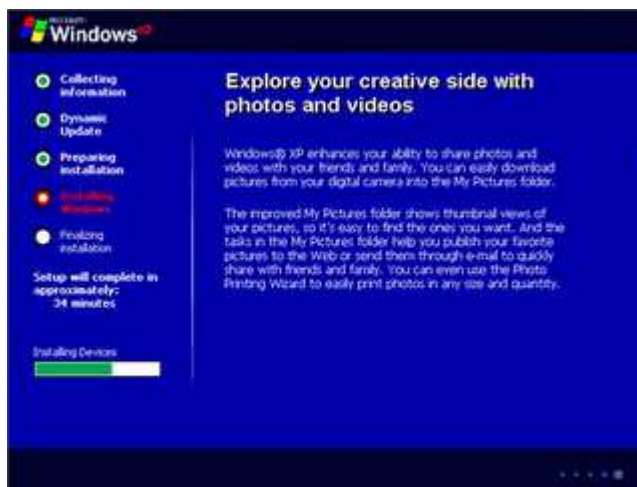 Microsoft
Windows xp
Collecting
information
Dynamic
Update
Preparing
installation
Installing
Windows
Finalizing
installation
Setup will complete in
approximately:
34 minutes
Installing Devices
Explore your creative side with
photos and videos
Windows® XP enhances your ability to share photos and
videos with your friends and family. You can easily download
pictures from your digital camera into the My Pictures folder.
The improved My Pictures folder shows thumbnail views of
your pictures, so it's easy to find the ones you want. And the
tasks in the My Pictures folder help you publish your favorite
pictures to the Web or send them through e-mail to quickly
share with friends and family. You can even use the Photo
Printing Wizard to easily print photos in any size and quantity.